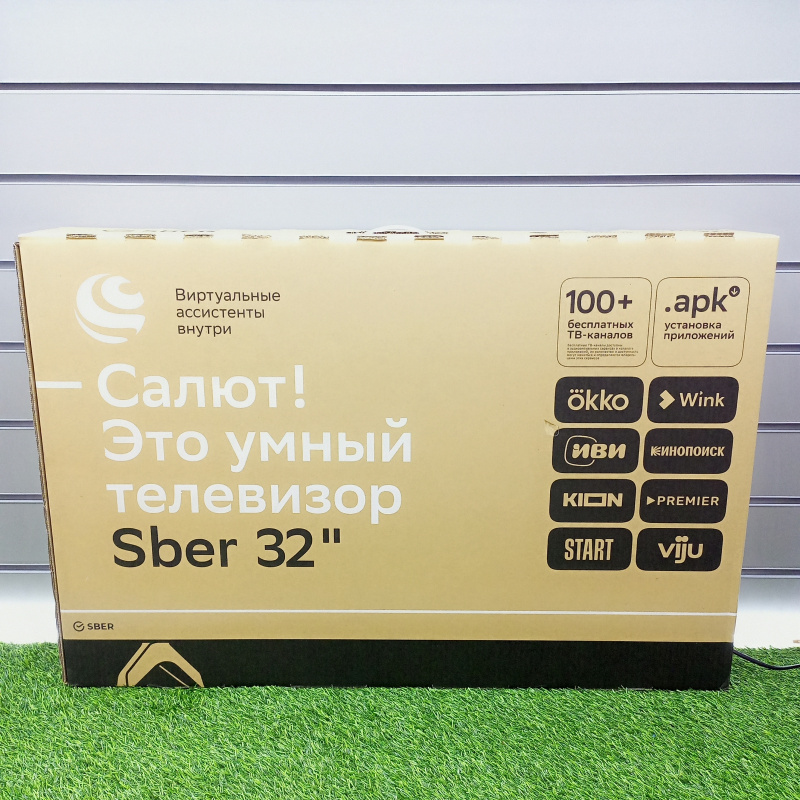 Виртуальные
ассистенты
внутри
— Салют!
Это умный
телевизор
Sber 32"
SBER
100+
бесплатных
ТВ-каналов
.apk
установка
приложений
ökko
Wink
иви
КИНОПОИСК
KION
PREMIER
START
viju